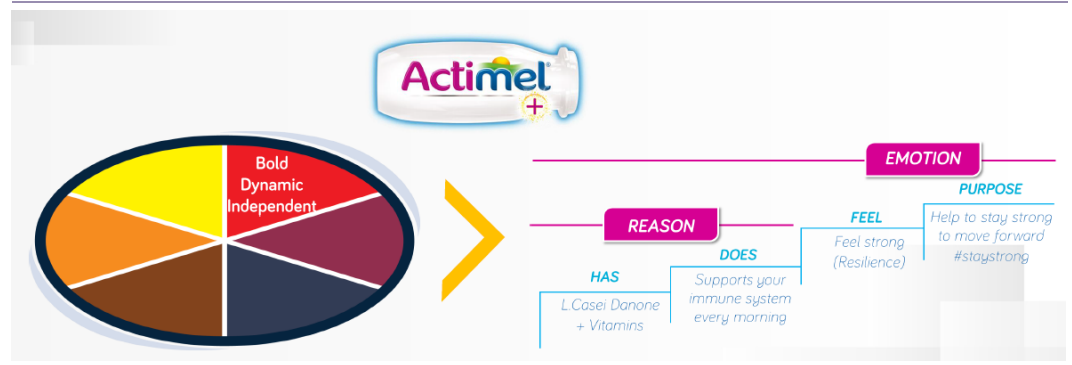 Actimel
+
Bold
Dynamic
Independent
EMOTION
PURPOSE
Help to stay strong
to move forward
#staystrong
REASON
FEEL
Feel strong
(Resilience)
DOES
Supports your
immune system
every morning
HAS
L.Casei Danone
+ Vitamins